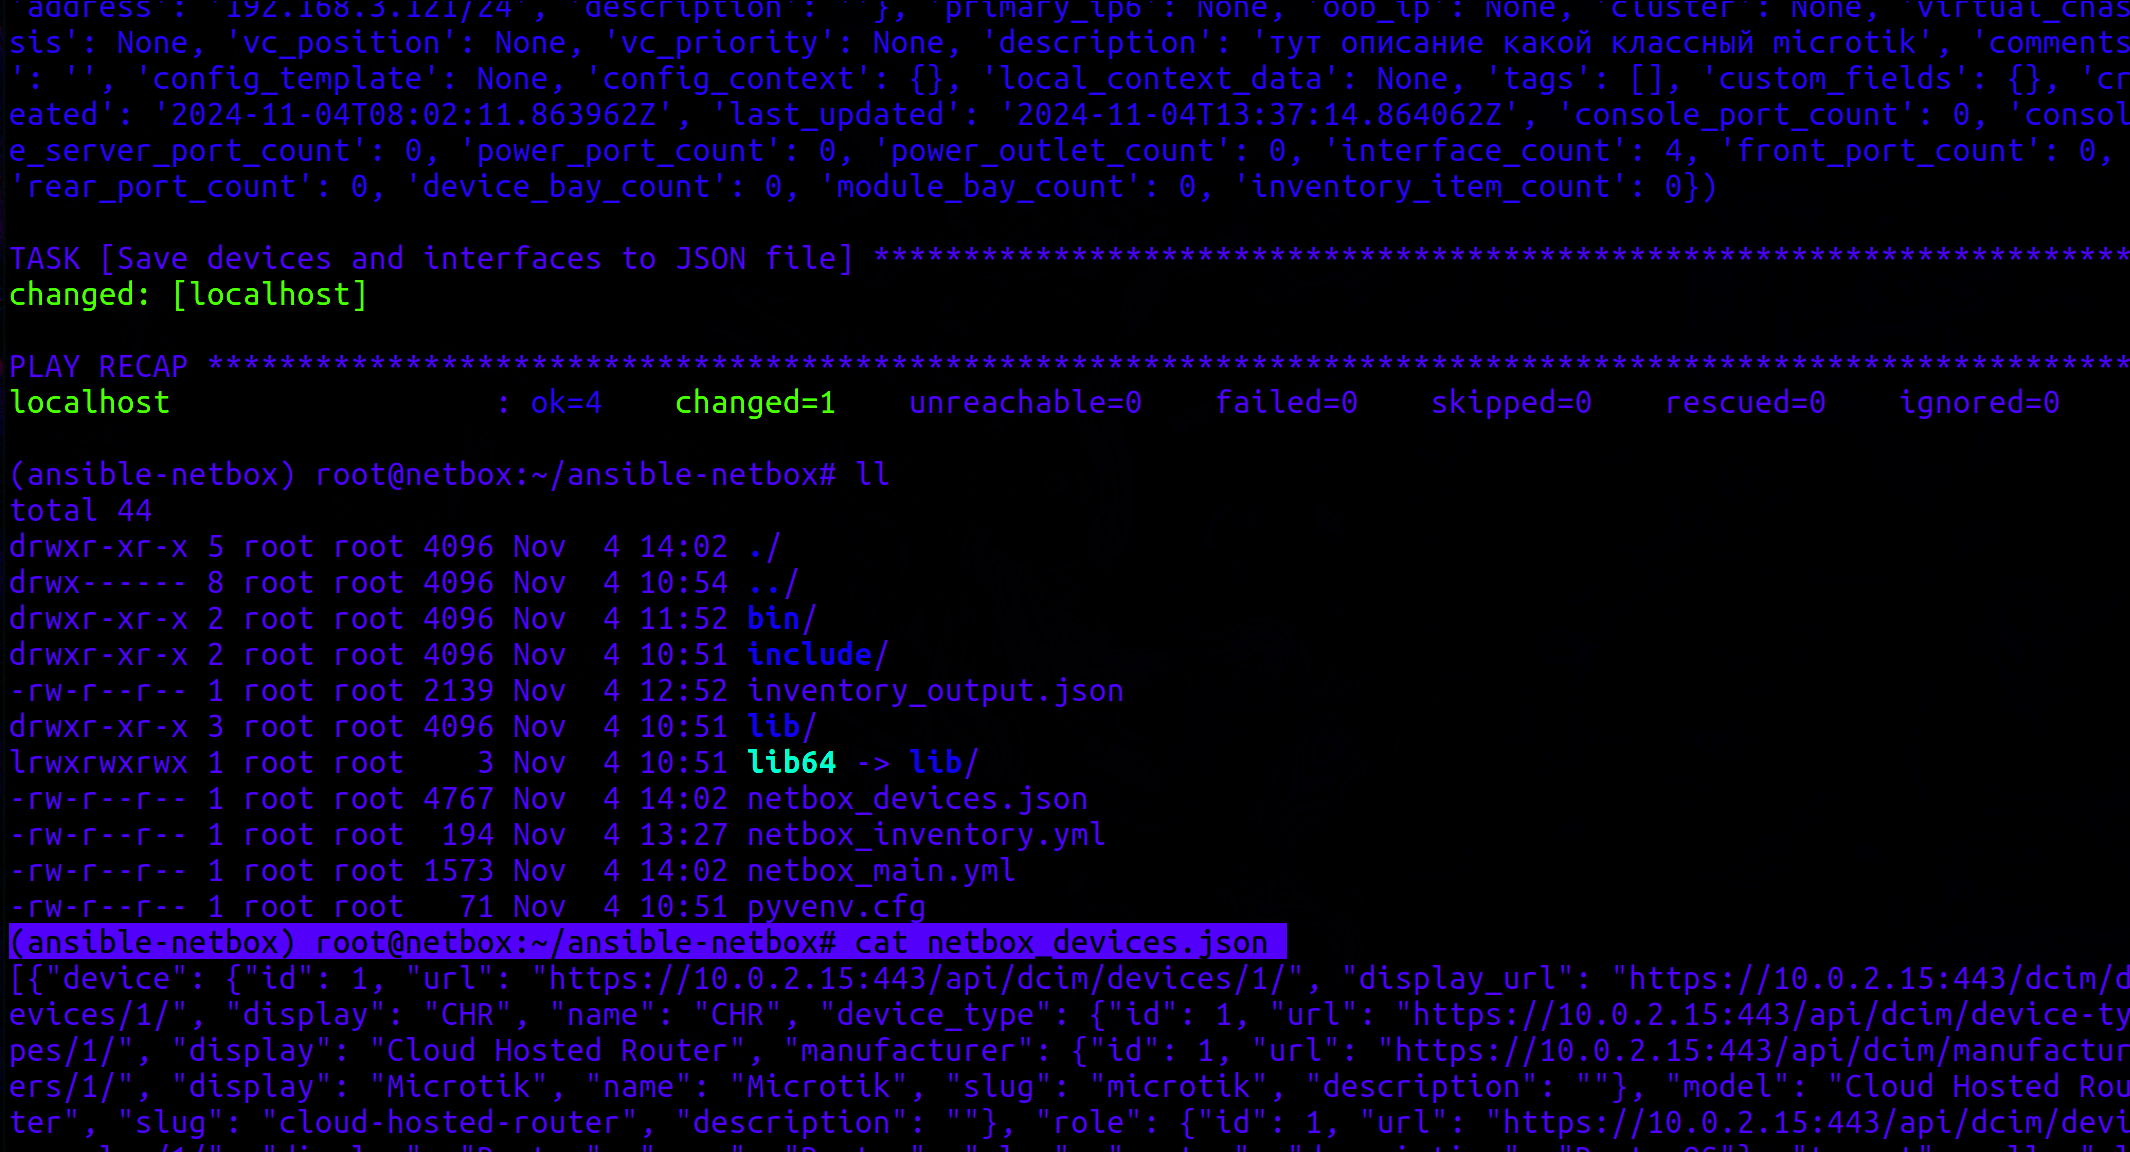 address': '192.168.3.121/24', 'description': ''}, 'primary_ip6': None, 'oob_ip': None, 'cluster': None, 'virtual_chas
sis': None, 'vc_position': None, 'vc_priority': None, 'description': 'тут описание какой классный microtik', 'comments
': '', 'config_template': None, 'config_context': {}, 'local_context_data': None, 'tags': [], 'custom_fields': {}, 'cr
eated': '2024-11-04T08:02:11.863962Z', 'last_updated': '2024-11-04T13:37:14.864062Z', 'console_port_count': 0, 'consol
e_server_port_count': 0, 'power_port_count': 0, 'power_outlet_count': 0, 'interface_count': 4, 'front_port_count': 0,
'rear_port_count': 0, 'device_bay_count': 0, 'module_bay_count': 0, 'inventory_item_count': 0})
TASK [Save devices and interfaces to JSON file] **********************************************************************
changed: [localhost]
PLAY RECAP ***********************************************************************************************************
localhost                  : ok=4    changed=1    unreachable=0    failed=0    skipped=0    rescued=0    ignored=0
(ansible-netbox) root@netbox:~/ansible-netbox# ll
total 44
drwxr-xr-x 5 root root 4096 Nov  4 14:02 ./
drwx------ 8 root root 4096 Nov  4 10:54 ../
drwxr-xr-x 2 root root 4096 Nov  4 11:52 bin/
drwxr-xr-x 2 root root 4096 Nov  4 10:51 include/
-rw-r--r-- 1 root root 2139 Nov  4 12:52 inventory_output.json
drwxr-xr-x 3 root root 4096 Nov  4 10:51 lib/
lrwxrwxrwx 1 root root    3 Nov  4 10:51 lib64 -> lib/
-rw-r--r-- 1 root root 4767 Nov  4 14:02 netbox_devices.json
-rw-r--r-- 1 root root  194 Nov  4 13:27 netbox_inventory.yml
-rw-r--r-- 1 root root 1573 Nov  4 14:02 netbox_main.yml
-rw-r--r-- 1 root root   71 Nov  4 10:51 pyvenv.cfg
(ansible-netbox) root@netbox:~/ansible-netbox# cat netbox_devices.json
[{"device": {"id": 1, "url": "https://10.0.2.15:443/api/dcim/devices/1/", "display_url": "https://10.0.2.15:443/dcim/d
evices/1/", "display": "CHR", "name": "CHR", "device_type": {"id": 1, "url": "https://10.0.2.15:443/api/dcim/device-ty
pes/1/", "display": "Cloud Hosted Router", "manufacturer": {"id": 1, "url": "https://10.0.2.15:443/api/dcim/manufactur
ers/1/", "display": "Microtik", "name": "Microtik", "slug": "microtik", "description": ""}, "model": "Cloud Hosted Rou
ter", "slug": "cloud-hosted-router", "description": ""}, "role": {"id": 1, "url": "https://10.0.2.15:443/api/dcim/devi